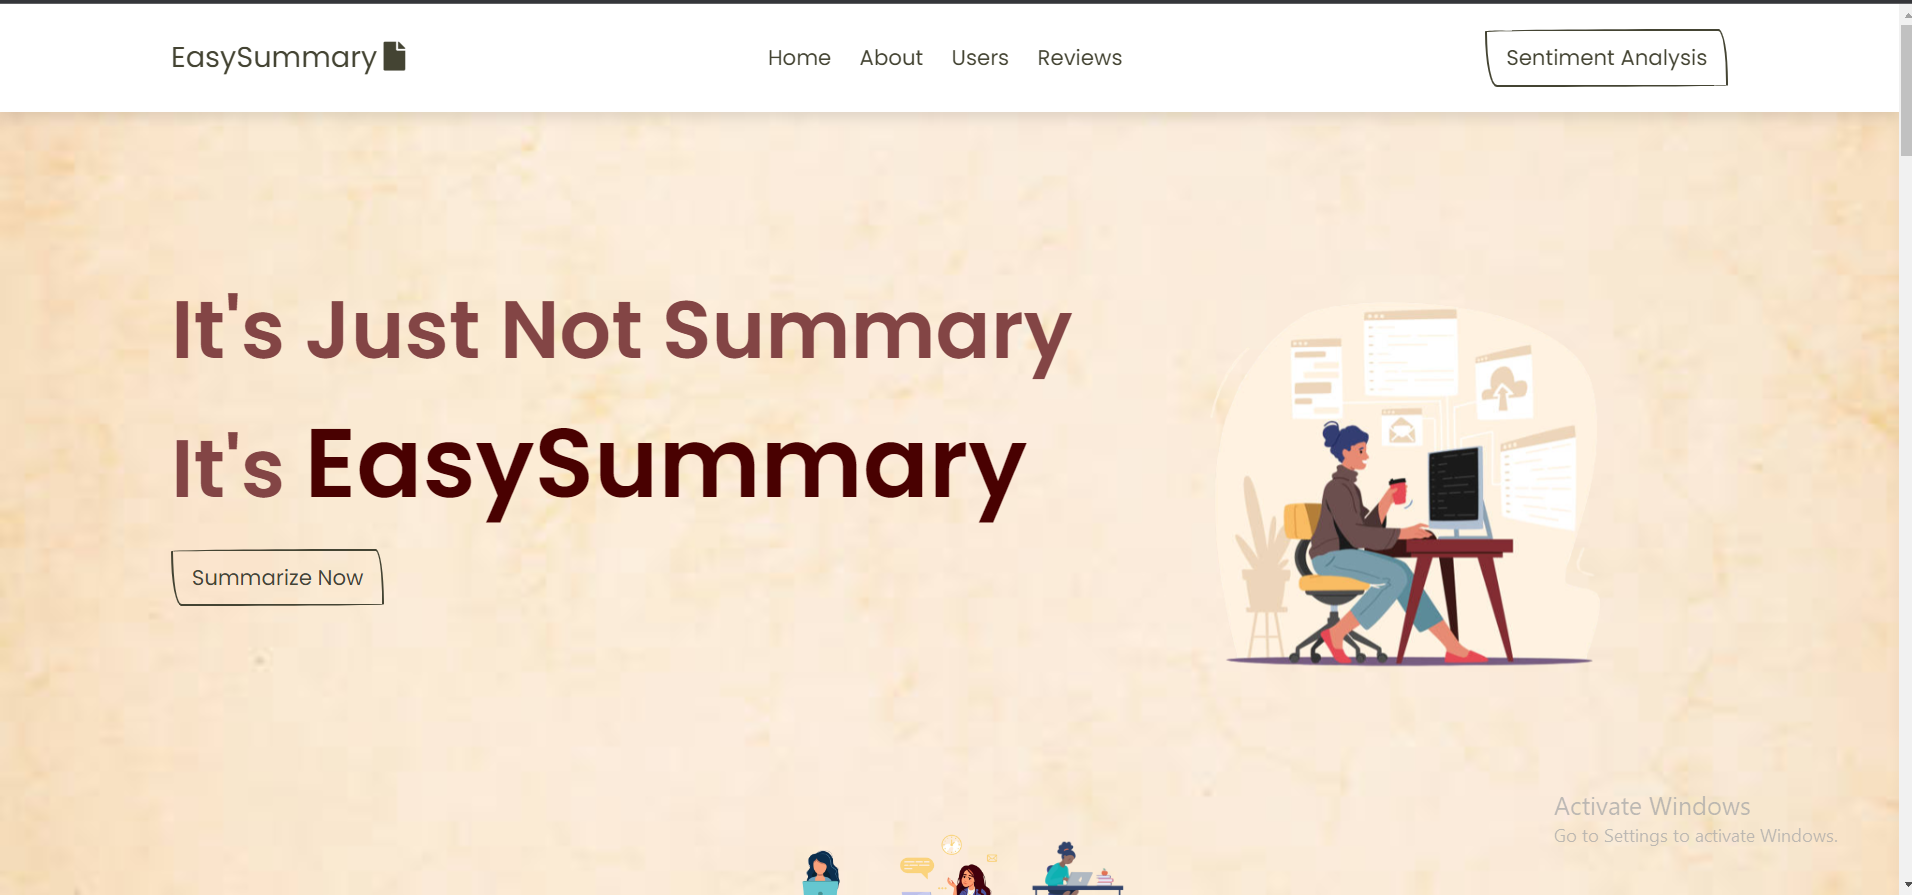 EasySummary
Home About Users Reviews
Sentiment Analysis
It's Just Not Summary
It's EasySummary
Summarize Now
Activate Windows
Go to Settings to activate Windows.